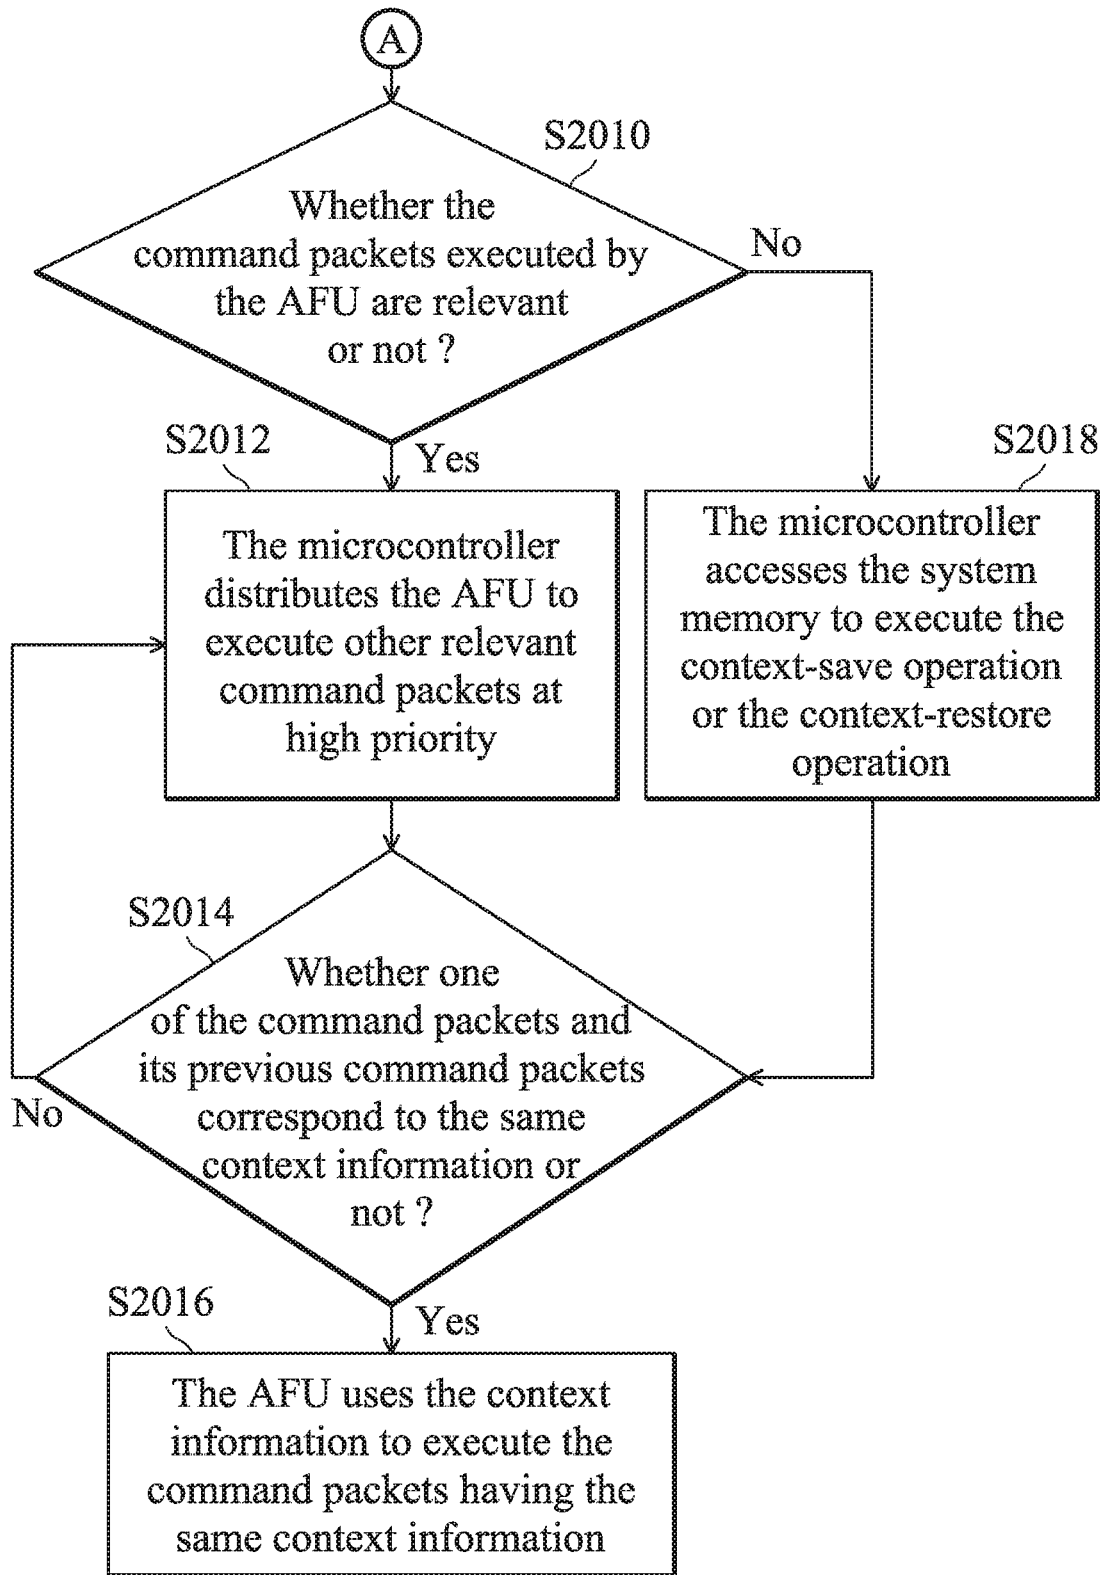 A
S2010
Whether the
command packets executed by
the AFU are relevant
or not ?
No
Yes
S2012
The microcontroller
distributes the AFU to
execute other relevant
command packets at
high priority
S2018
The microcontroller
accesses the system
memory to execute the
context-save operation
or the context-restore
operation
S2014
Whether one
of the command packets and
its previous command packets
correspond to the same
context information or
not ?
No
Yes
S2016
The AFU uses the context
information to execute the
command packets having the
same context information